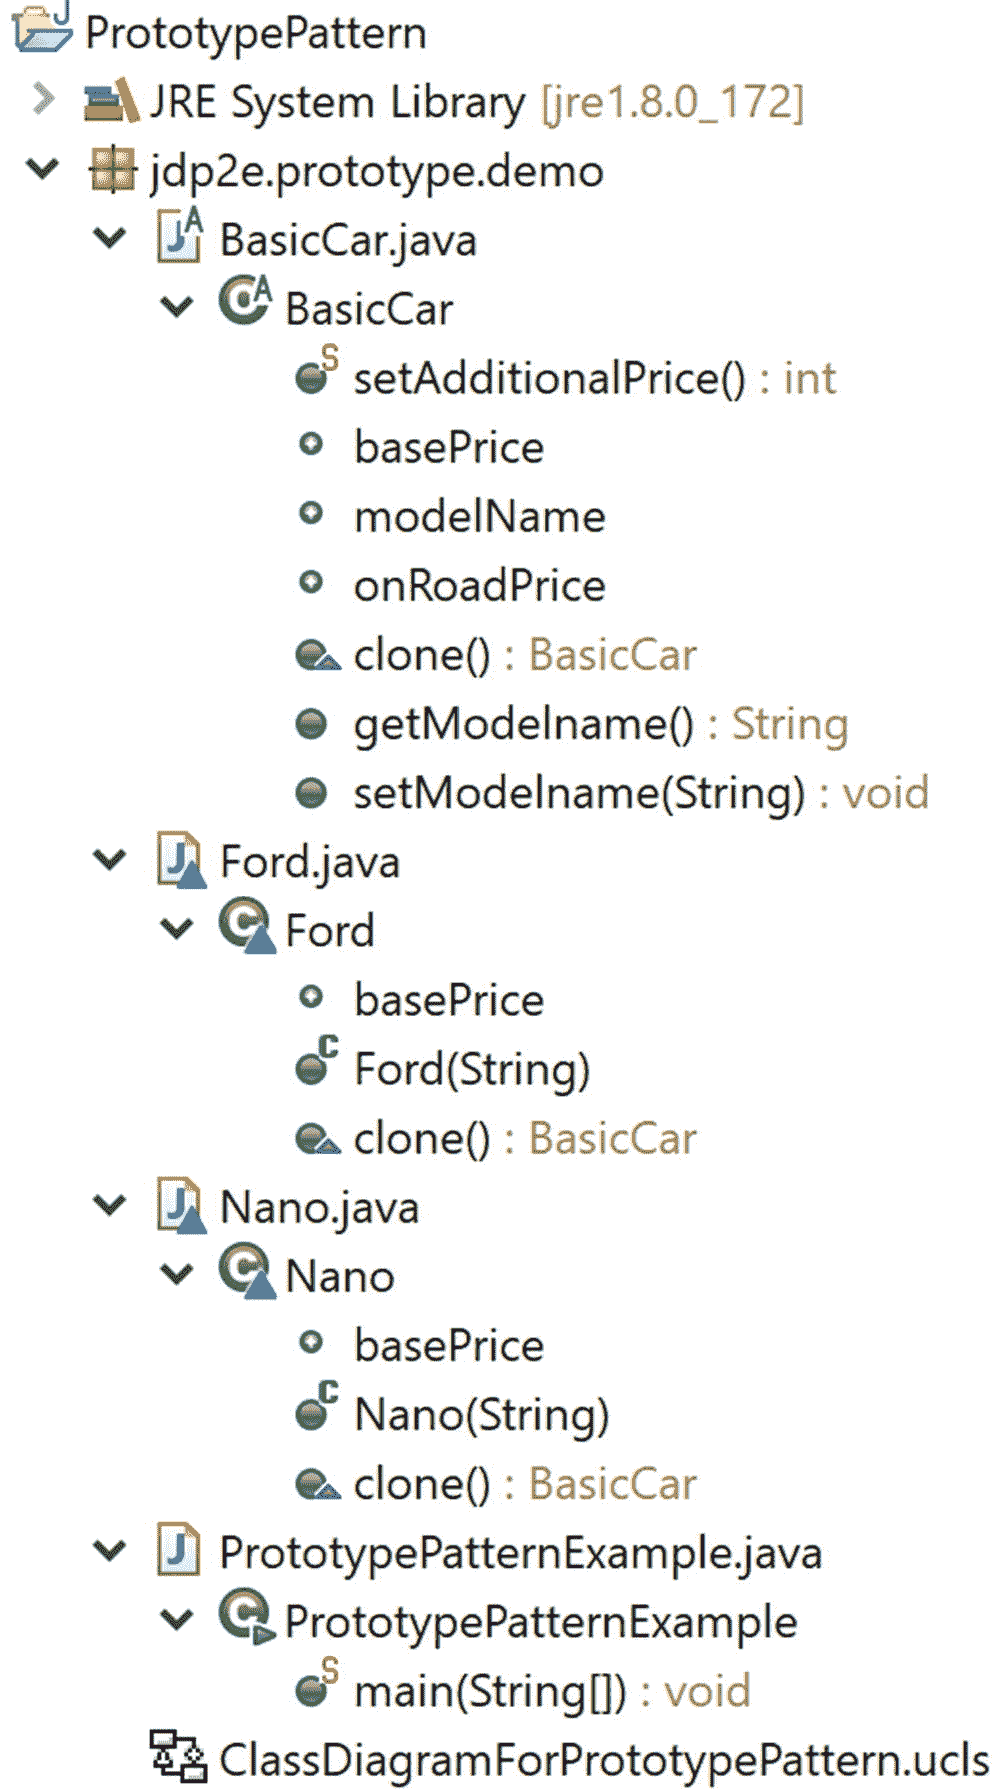 PrototypePattern
JRE System Library [jre1.8.0_172]
jdp2e.prototype.demo
BasicCar.java
BasicCar
setAdditionalPrice() : int
basePrice
modelName
onRoadPrice
clone() : BasicCar
getModelname() : String
setModelname(String) : void
Ford.java
Ford
basePrice
Ford(String)
clone() : BasicCar
Nano.java
Nano
basePrice
Nano(String)
clone() : BasicCar
PrototypePatternExample.java
PrototypePatternExample
main(String[]) : void
ClassDiagramForPrototypePattern.ucls